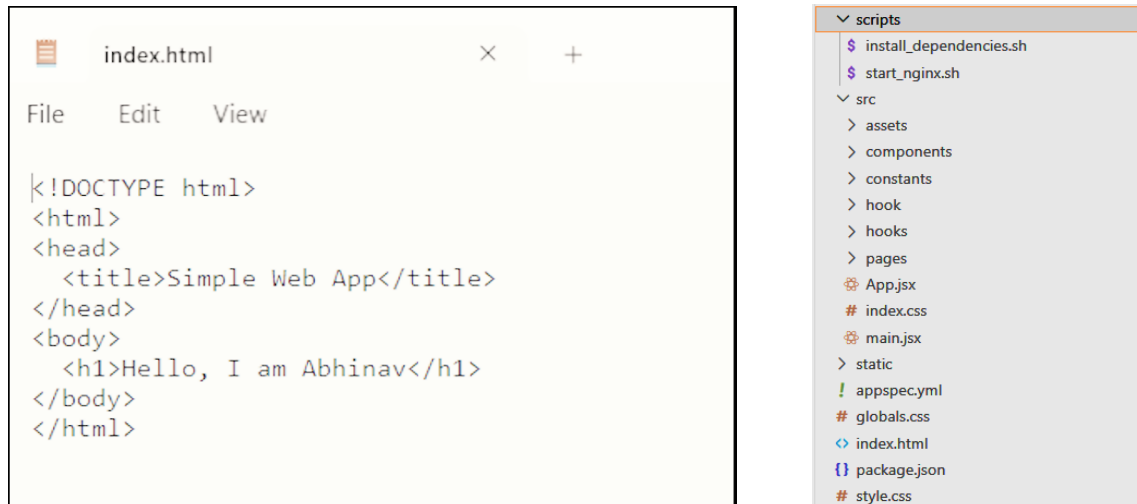 index.html
File Edit View
<!DOCTYPE html>
<html>
<head>
  <title>Simple Web App</title>
</head>
<body>
  <h1>Hello, I am Abhinav</h1>
</body>
</html>
scripts
$ install_dependencies.sh
$ start_nginx.sh
src
assets
components
constants
hook
hooks
pages
App.jsx
# index.css
main.jsx
static
! appspec.yml
# globals.css
<> index.html
{} package.json
# style.css